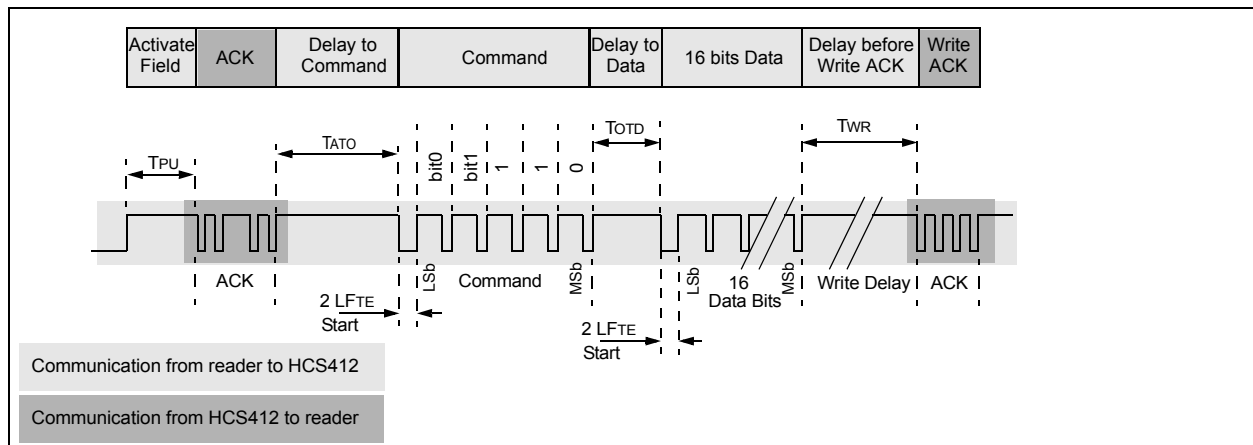 Activate Field
ACK
Delay to Command
Command
Delay to Data
16 bits Data
Delay before Write ACK
Write ACK
TPU
TATO
bit0
bit1
1
1
0
TOTD
TWR
ACK
2 LFTE
Start
LSb
Command
MSb
2 LFTE
Start
LSb
16
Data Bits
MSb
Write Delay
ACK
Communication from reader to HCS412
Communication from HCS412 to reader